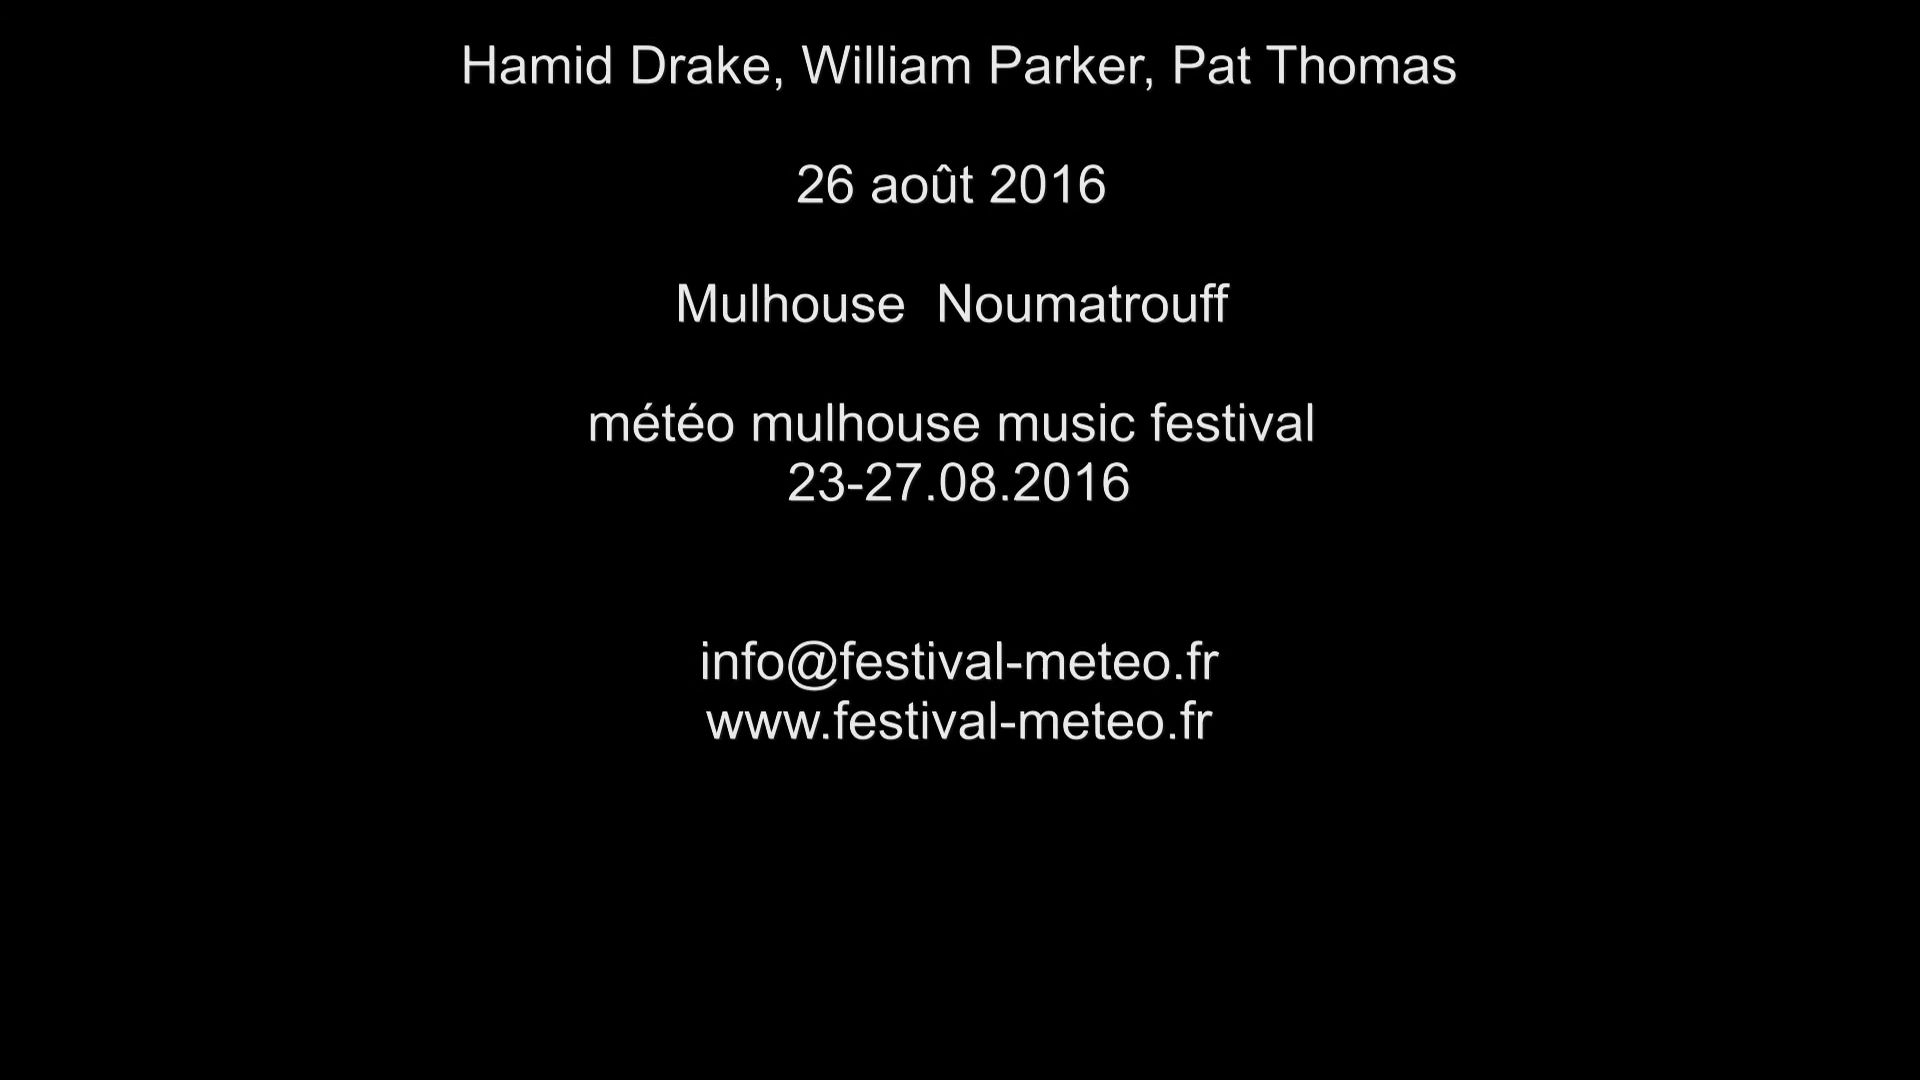 Hamid Drake, William Parker, Pat Thomas
26 août 2016
Mulhouse  Noumatrouff
météo mulhouse music festival
23-27.08.2016
info@festival-meteo.fr
www.festival-meteo.fr